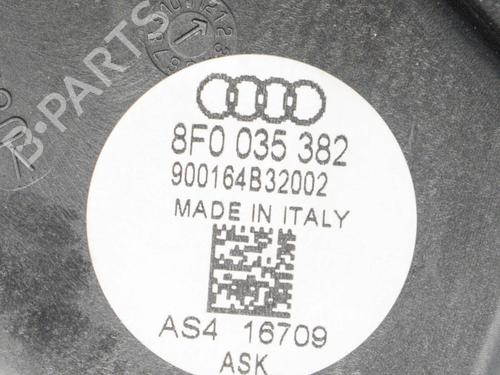 B-PARTS
8F0 035 382
900164B32002
MADE IN ITALY
AS4 16709
ASK